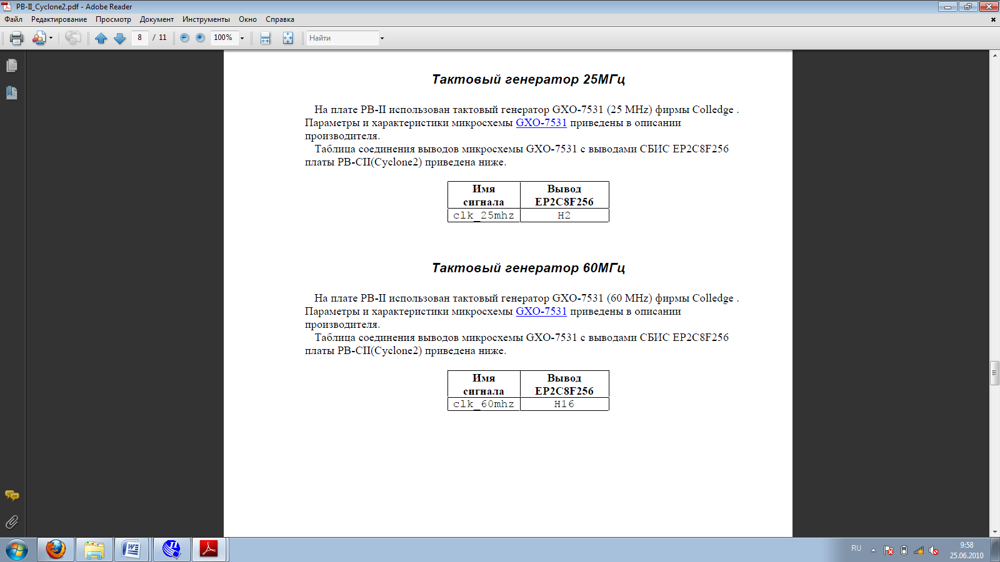 PB-II_Cyclone2.pdf - Adobe Reader
Файл Редактирование Просмотр Документ Инструменты Окно Справка
8 / 11 100% Найти
Тактовый генератор 25МГц
На плате PB-II использован тактовый генератор GXO-7531 (25 MHz) фирмы Colledge .
Параметры и характеристики микросхемы GXO-7531 приведены в описании
производителя.
Таблица соединения выводов микросхемы GXO-7531 с выводами СБИС EP2C8F256
платы PB-CII(Cyclone2) приведена ниже.
Имя Вывод
сигнала EP2C8F256
clk_25mhz H2
Тактовый генератор 60МГц
На плате PB-II использован тактовый генератор GXO-7531 (60 MHz) фирмы Colledge .
Параметры и характеристики микросхемы GXO-7531 приведены в описании
производителя.
Таблица соединения выводов микросхемы GXO-7531 с выводами СБИС EP2C8F256
платы PB-CII(Cyclone2) приведена ниже.
Имя Вывод
сигнала EP2C8F256
clk_60mhz H16
RU 9:58
25.06.2010